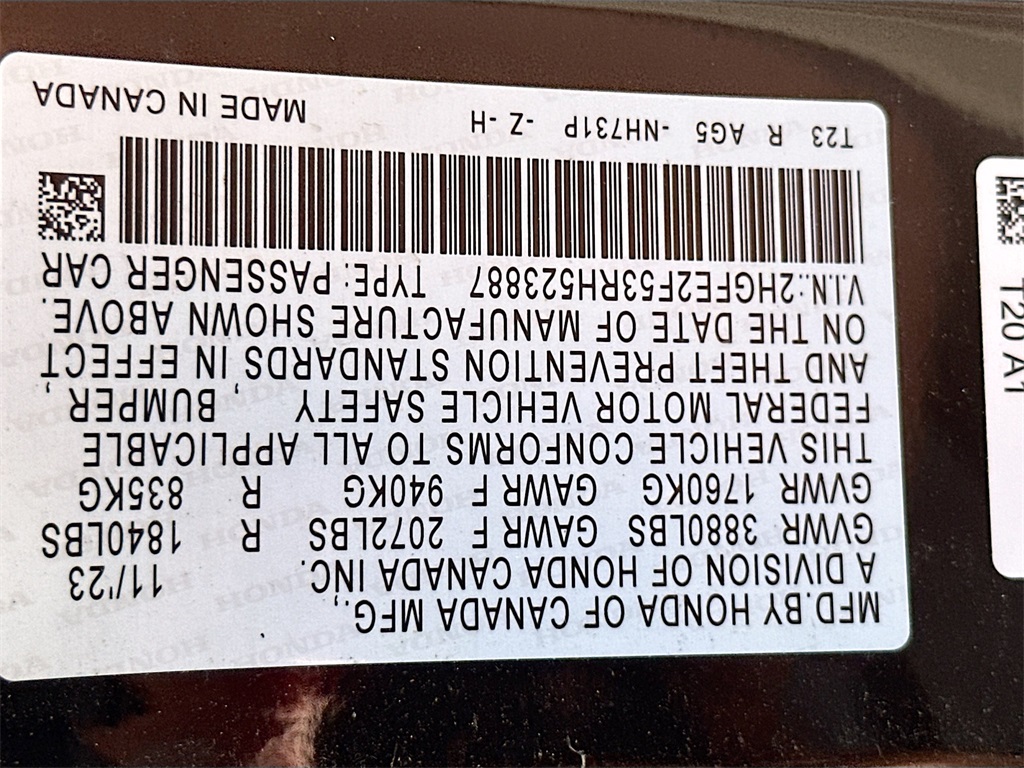 MFD.BY HONDA OF CANADA MFG.,
A DIVISION OF HONDA CANADA INC. 11/'23
GVWR 3880LBS GAWR F 2072LBS R 1840LBS
GVWR 1760KG GAWR F 940KG R 835KG
THIS VEHICLE CONFORMS TO ALL APPLICABLE
FEDERAL MOTOR VEHICLE SAFETY BUMPER,
AND THEFT PREVENTION STANDARDS, IN EFFECT
ON THE DATE OF MANUFACTURE SHOWN ABOVE.
V.I.N.:2HGFE2F53RH523887 TYPE:PASSENGER CAR
T23 R AG5 -NH731P -Z -H MADE IN CANADA
T20 A1